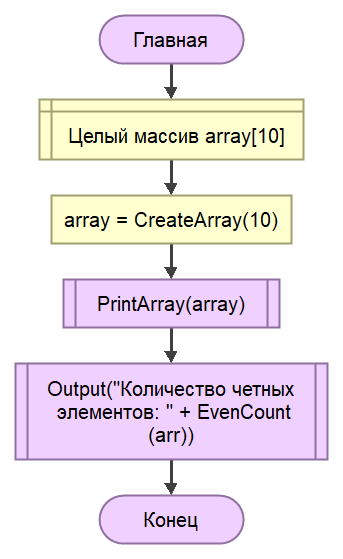 Главная
Целый массив array[10]
array = CreateArray(10)
PrintArray(array)
Output("Количество четных
элементов: " + EvenCount
(arr))
Конец